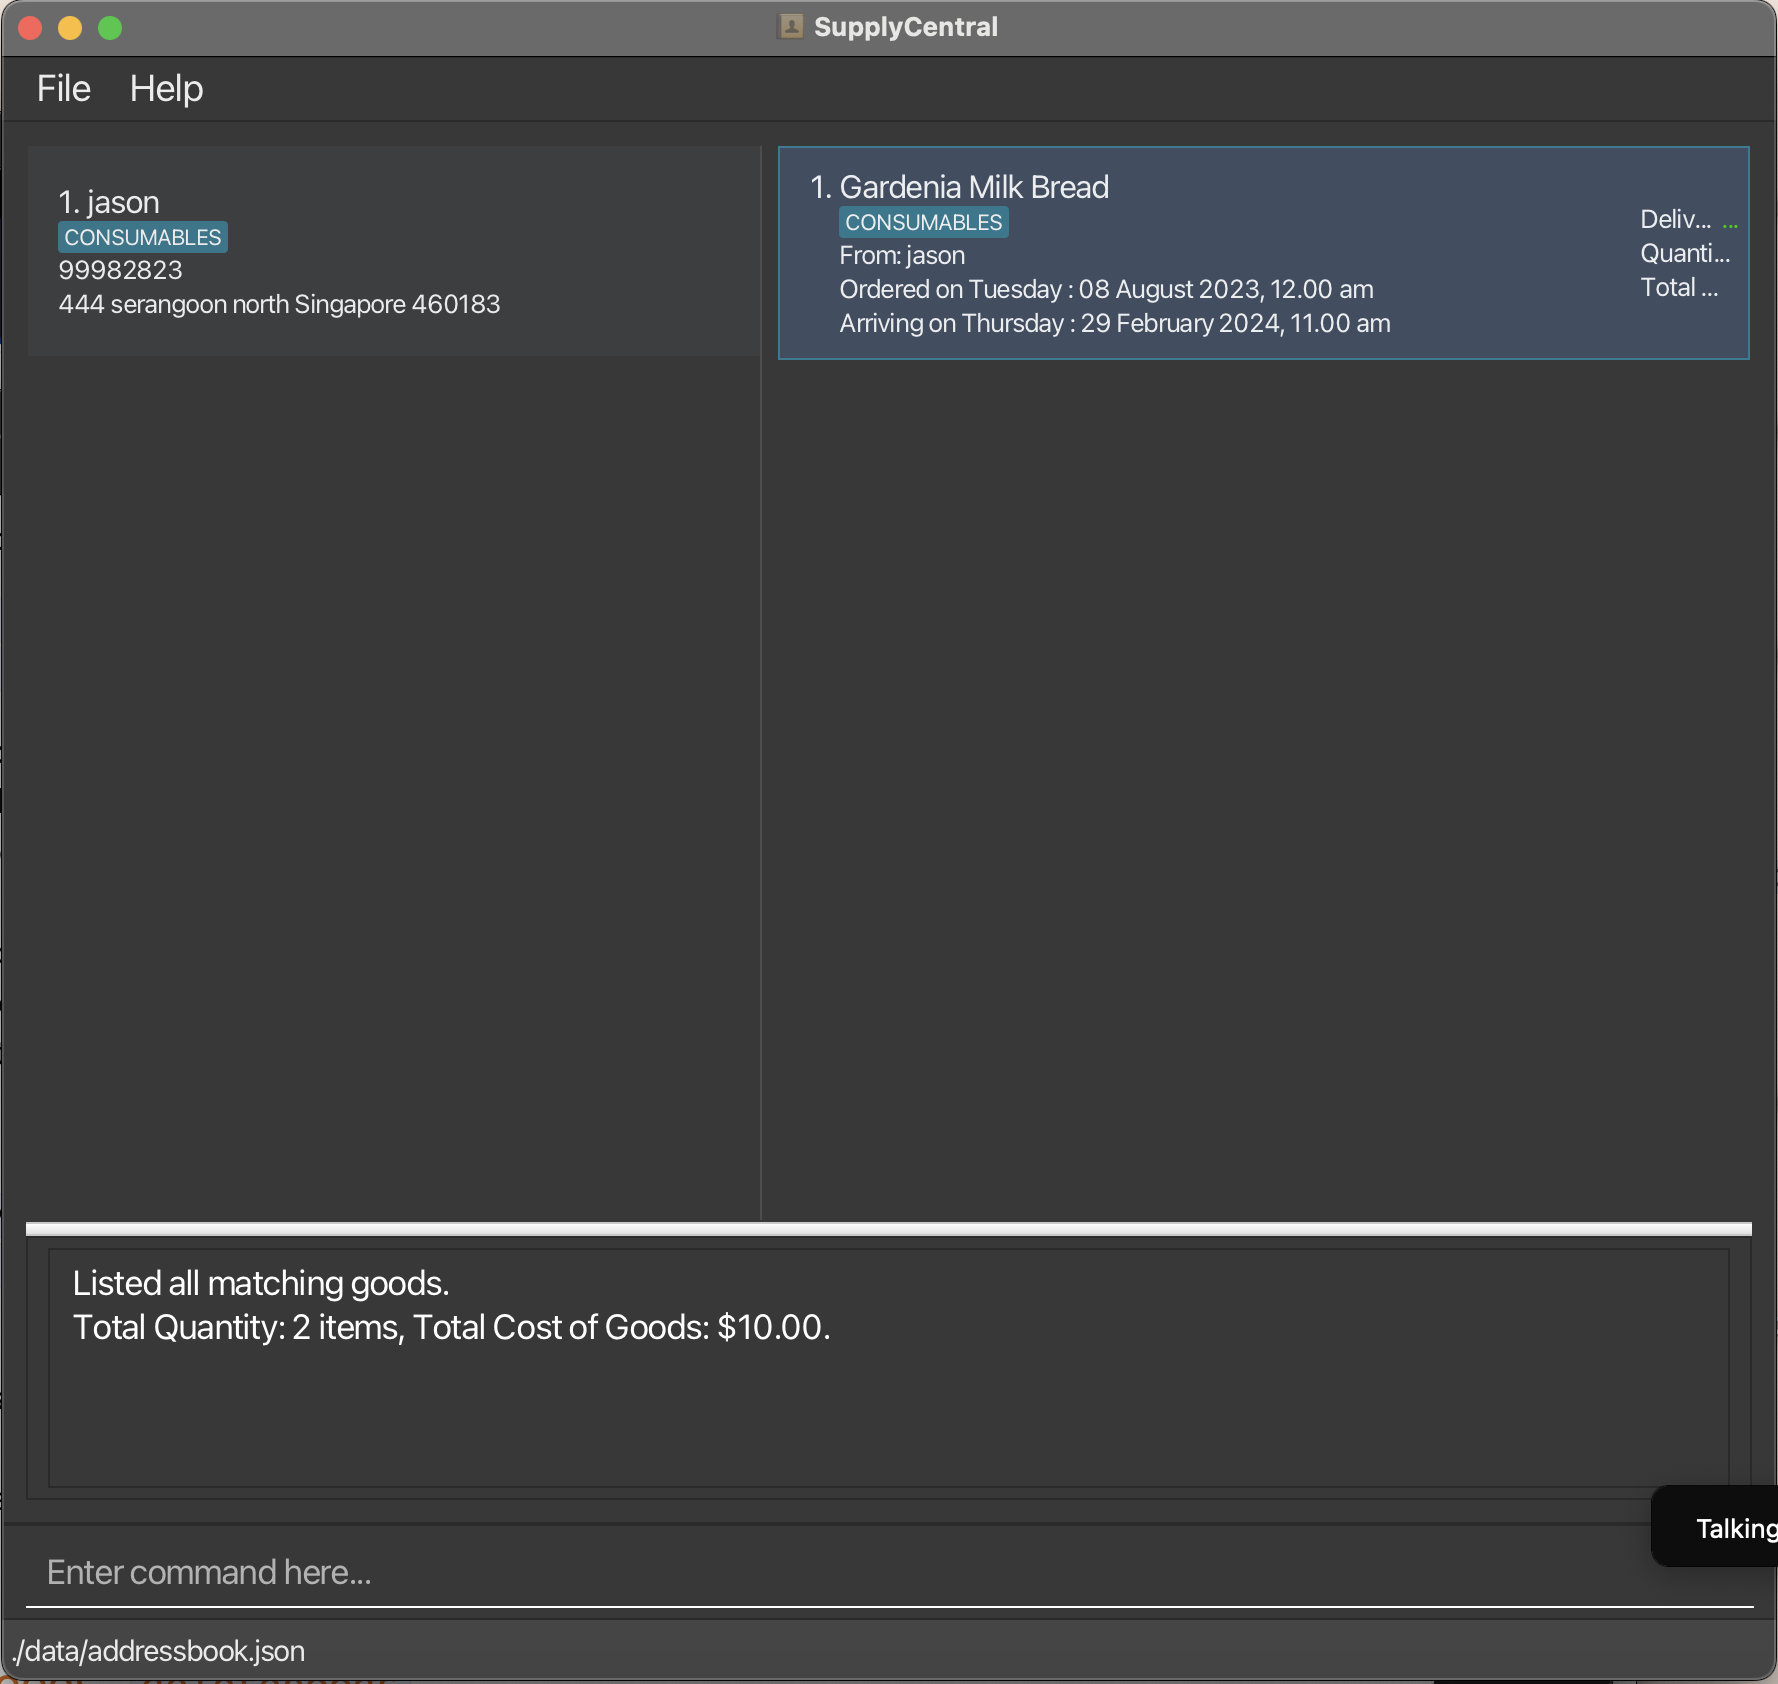 SupplyCentral
File Help
1. jason
CONSUMABLES
99982823
444 serangoon north Singapore 460183
1. Gardenia Milk Bread
CONSUMABLES
From: jason
Ordered on Tuesday : 08 August 2023, 12.00 am
Arriving on Thursday : 29 February 2024, 11.00 am
Deliv... ...
Quanti...
Total ...
Listed all matching goods.
Total Quantity: 2 items, Total Cost of Goods: $10.00.
Talking
Enter command here...
./data/addressbook.json